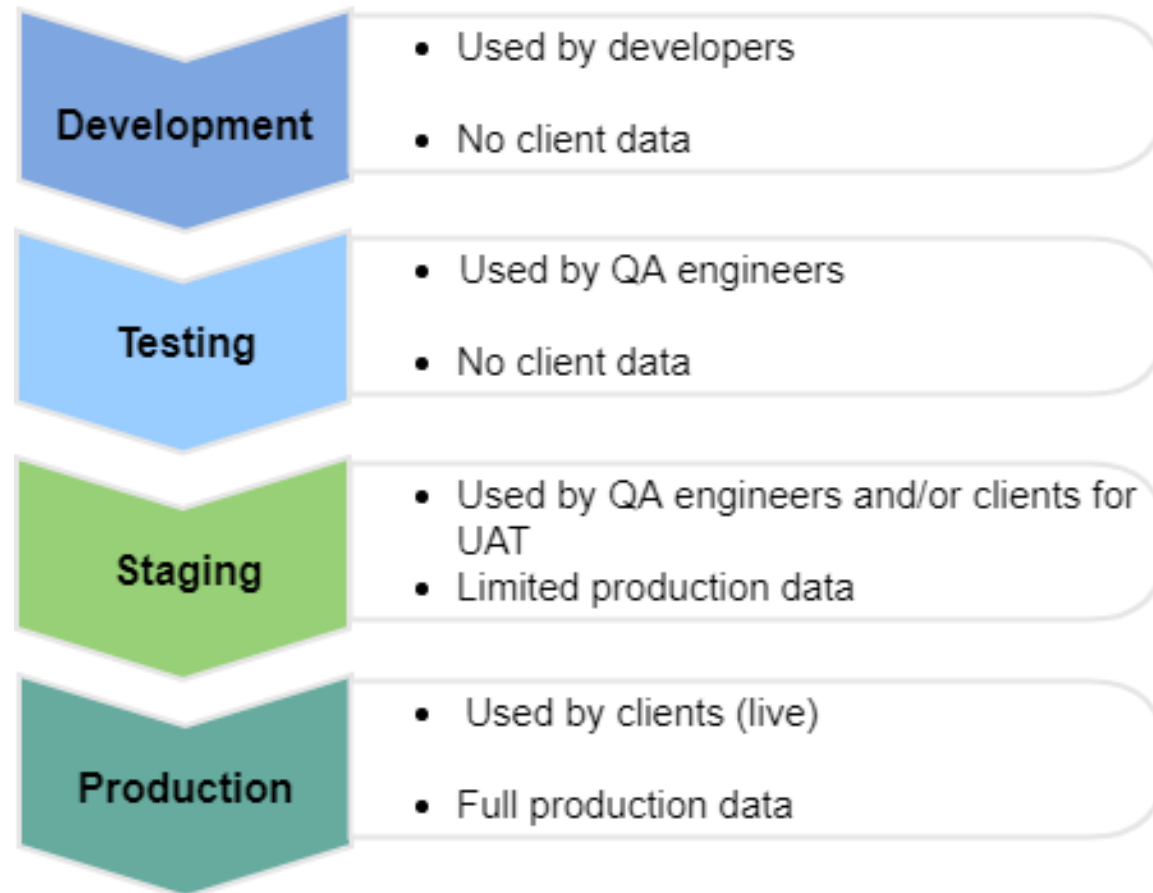 Development
• Used by developers
• No client data
Testing
• Used by QA engineers
• No client data
Staging
• Used by QA engineers and/or clients for
UAT
• Limited production data
Production
• Used by clients (live)
• Full production data